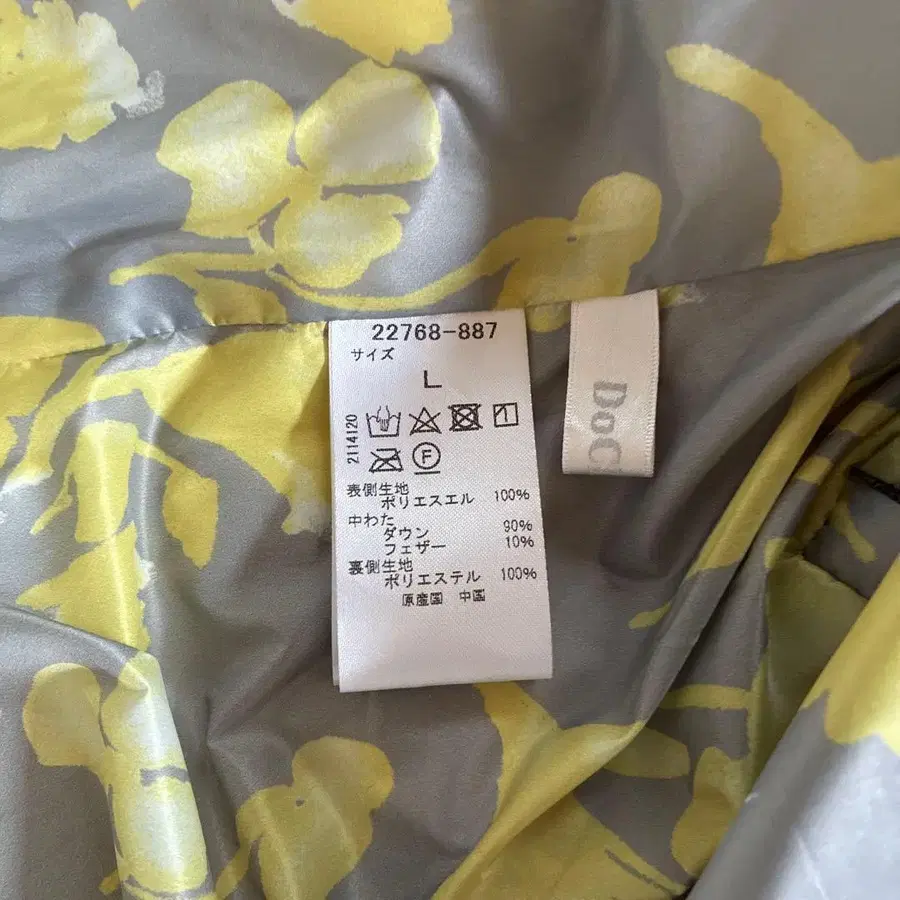 22768-887
サイズ
L
2114120
F
表側生地
ポリエスエル 100%
中わた
ダウン 90%
フェザー 10%
裏側生地
ポリエステル 100%
原産国 中国
DoC